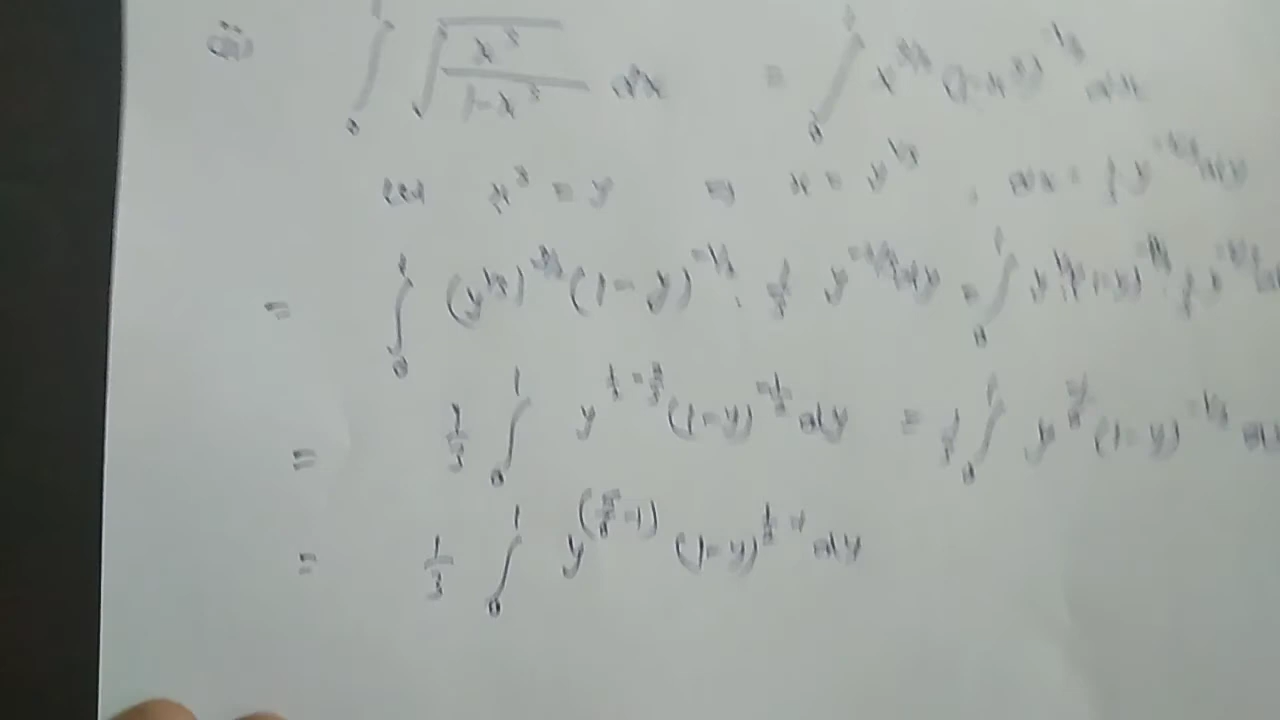 ∫₀¹ √(x³/(1-x³)) dx = ∫₀¹ x^(3/2) (1-x³)^(-1/2) dx
Let x³ = y ⇒ x = y^(1/3), dx = 1/3 y^(-2/3) dy
= ∫₀¹ (y^(1/3))^(3/2) (1-y)^(-1/2) · 1/3 y^(-2/3) dy = ∫₀¹ y^(1/2) (1-y)^(-1/2) · 1/3 y^(-2/3)
= 1/3 ∫₀¹ y^(1/2 - 2/3) (1-y)^(-1/2) dy = 1/3 ∫₀¹ y^(-1/6) (1-y)^(-1/2)
= 1/3 ∫₀¹ y^(5/6 - 1) (1-y)^(1/2 - 1) dy